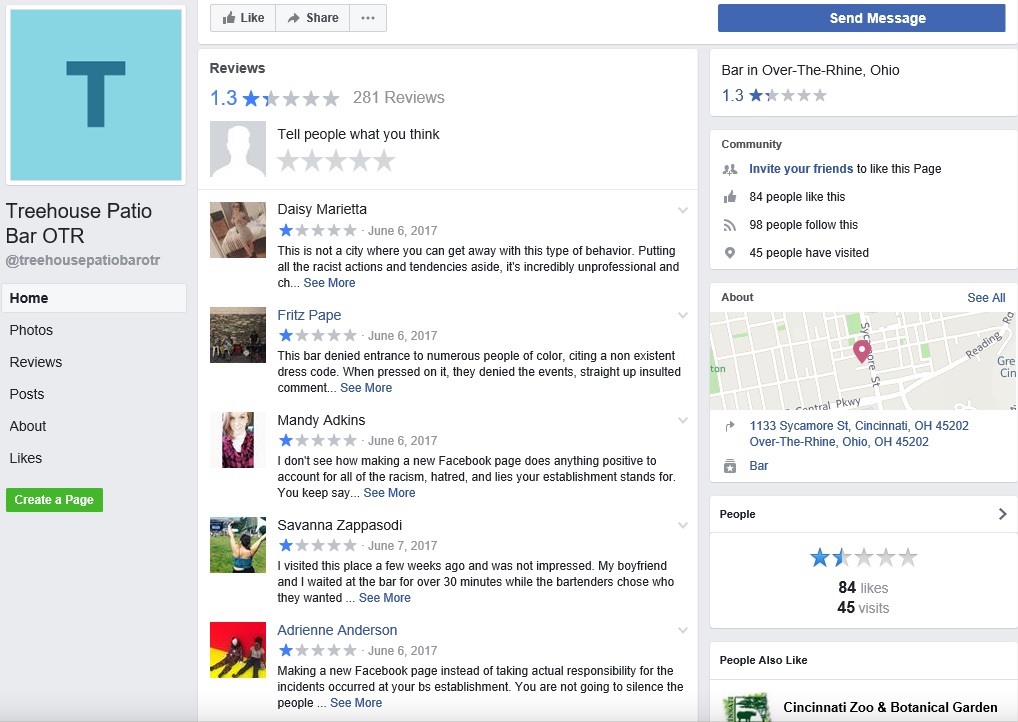 T
Treehouse Patio
Bar OTR
@treehousepatiobarotr
Home
Photos
Reviews
Posts
About
Likes
Create a Page
Like
Share
Reviews
1.3 281 Reviews
Tell people what you think
Daisy Marietta
· June 6, 2017
This is not a city where you can get away with this type of behavior. Putting
all the racist actions and tendencies aside, it's incredibly unprofessional and
ch... See More
Fritz Pape
· June 6, 2017
This bar denied entrance to numerous people of color, citing a non existent
dress code. When pressed on it, they denied the events, straight up insulted
comment... See More
Mandy Adkins
· June 6, 2017
I don't see how making a new Facebook page does anything positive to
account for all of the racism, hatred, and lies your establishment stands for.
You keep say... See More
Savanna Zappasodi
· June 7, 2017
I visited this place a few weeks ago and was not impressed. My boyfriend
and I waited at the bar for over 30 minutes while the bartenders chose who
they wanted ... See More
Adrienne Anderson
· June 6, 2017
Making a new Facebook page instead of taking actual responsibility for the
incidents occurred at your bs establishment. You are not going to silence the
people ... See More
Send Message
Bar in Over-The-Rhine, Ohio
1.3
Community
Invite your friends to like this Page
84 people like this
98 people follow this
45 people have visited
About See All
Sycamore St
Reading Rd
Gre
Cin
ton
Central Pkwy
1133 Sycamore St, Cincinnati, OH 45202
Over-The-Rhine, Ohio, OH 45202
Bar
People
84 likes
45 visits
People Also Like
Cincinnati Zoo & Botanical Garden